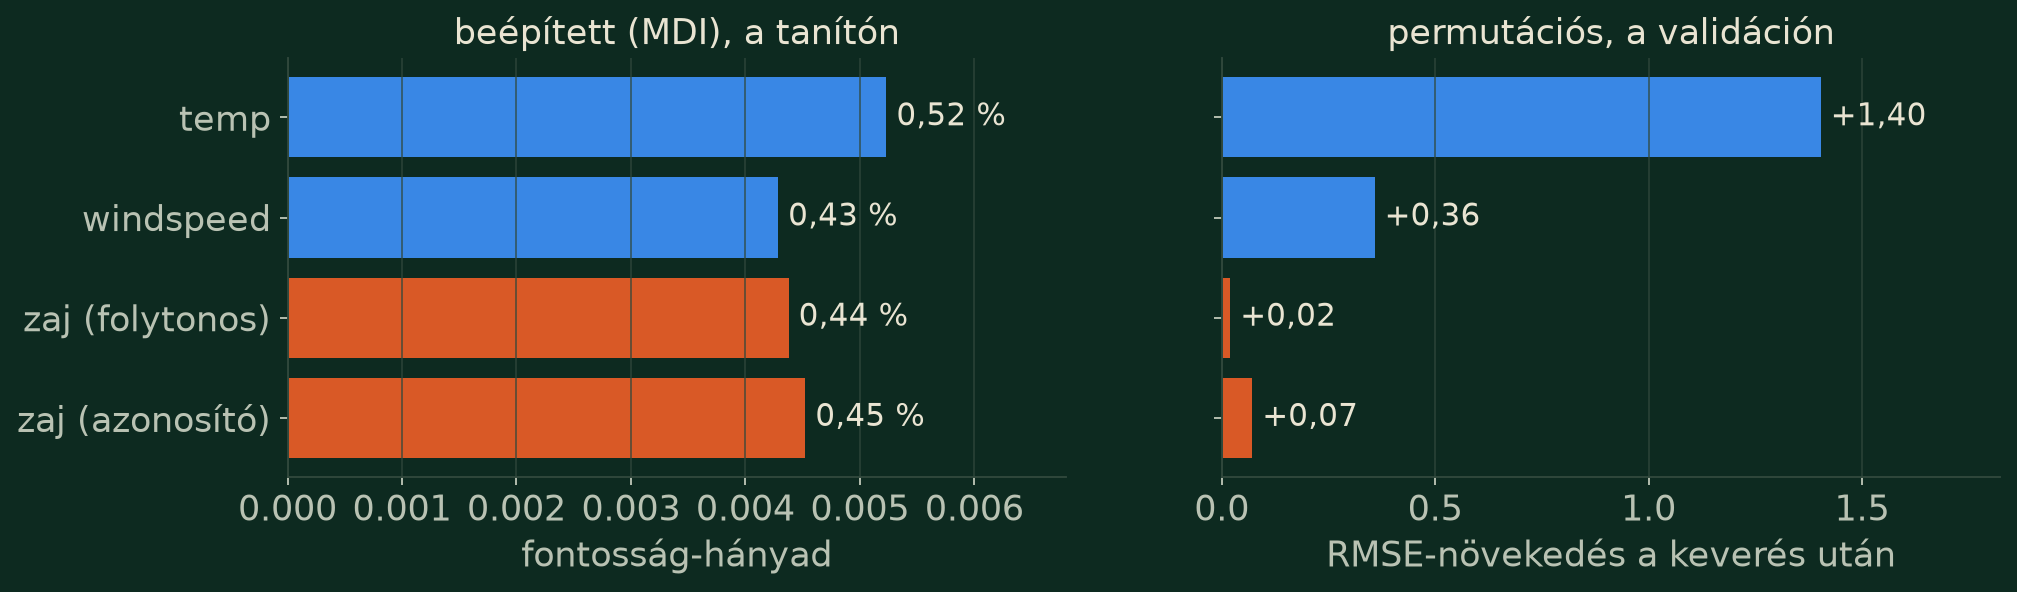 beépített (MDI), a tanítón
temp
0,52 %
windspeed
0,43 %
zaj (folytonos)
0,44 %
zaj (azonosító)
0,45 %
0.000 0.001 0.002 0.003 0.004 0.005 0.006
fontosság-hányad
permutációs, a validáción
+1,40
+0,36
+0,02
+0,07
0.0 0.5 1.0 1.5
RMSE-növekedés a keverés után